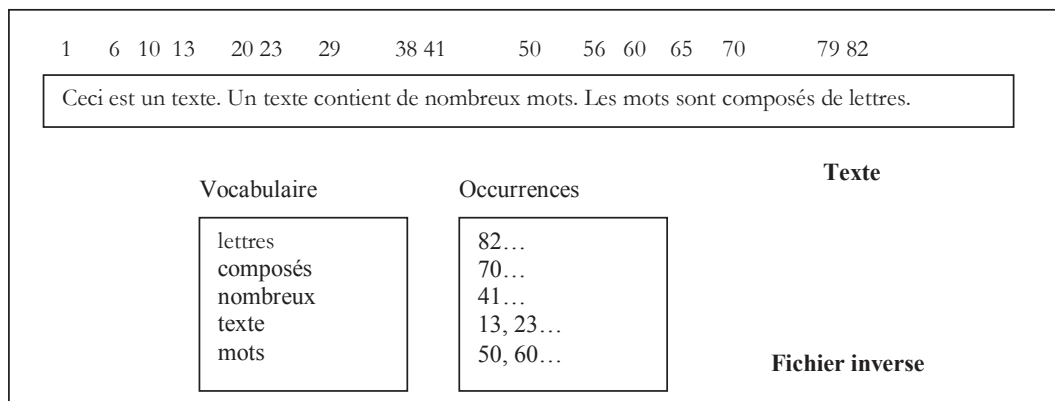 1 6 10 13 20 23 29 38 41 50 56 60 65 70 79 82
Ceci est un texte. Un texte contient de nombreux mots. Les mots sont composés de lettres.
Texte
Vocabulaire Occurrences
lettres 82…
composés 70…
nombreux 41…
texte 13, 23…
mots 50, 60…
Fichier inverse